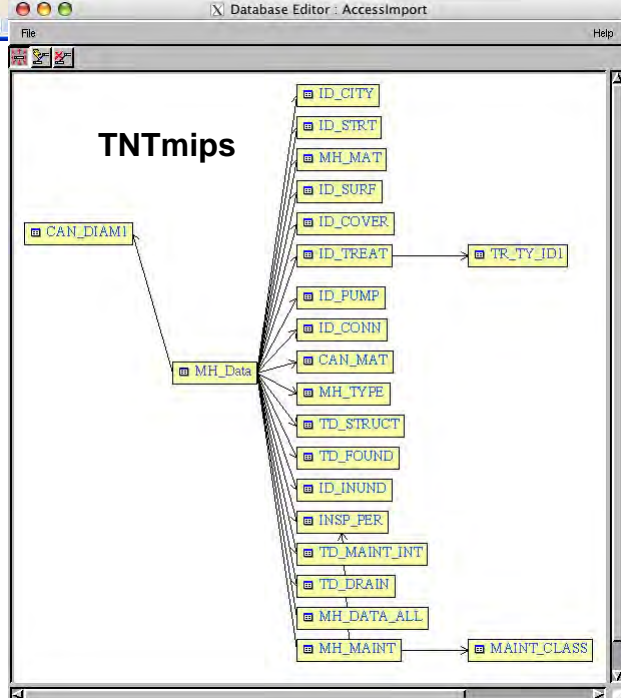 Database Editor : AccessImport
File Help
TNTmips
ID_CITY
ID_STRT
MH_MAT
ID_SURF
ID_COVER
CAN_DIAM1
ID_TREAT
TR_TY_ID1
ID_PUMP
ID_CONN
CAN_MAT
MH_Data
MH_TYPE
TD_STRUCT
TD_FOUND
ID_INUND
INSP_PER
TD_MAINT_INT
TD_DRAIN
MH_DATA_ALL
MH_MAINT
MAINT_CLASS